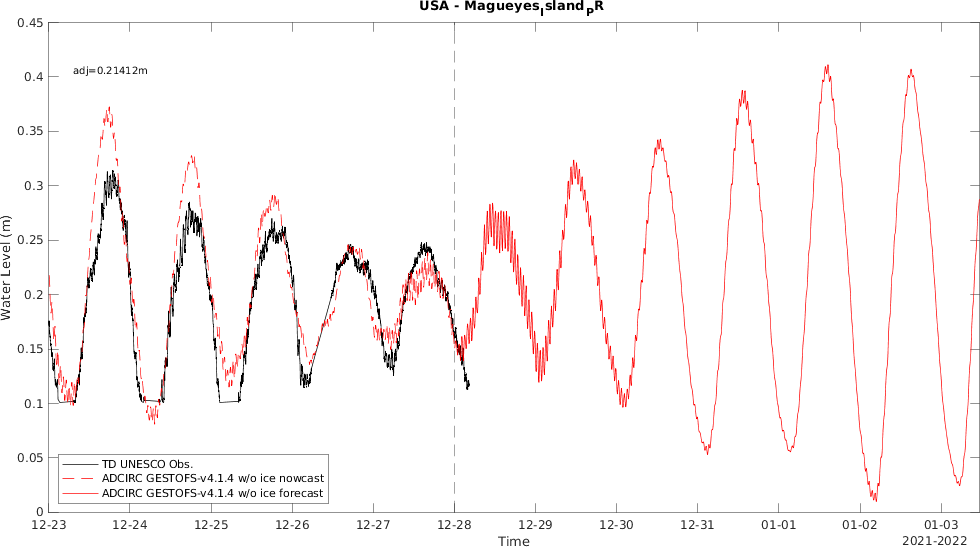 USA - Magueyes_Island_PR
0.45
0.4
0.35
0.3
0.25
0.2
0.15
0.1
0.05
0
Water Level (m)
adj=0.21412m
TD UNESCO Obs.
ADCIRC GESTOFS-v4.1.4 w/o ice nowcast
ADCIRC GESTOFS-v4.1.4 w/o ice forecast
12-23 12-24 12-25 12-26 12-27 12-28 12-29 12-30 12-31 01-01 01-02 01-03
Time
2021-2022